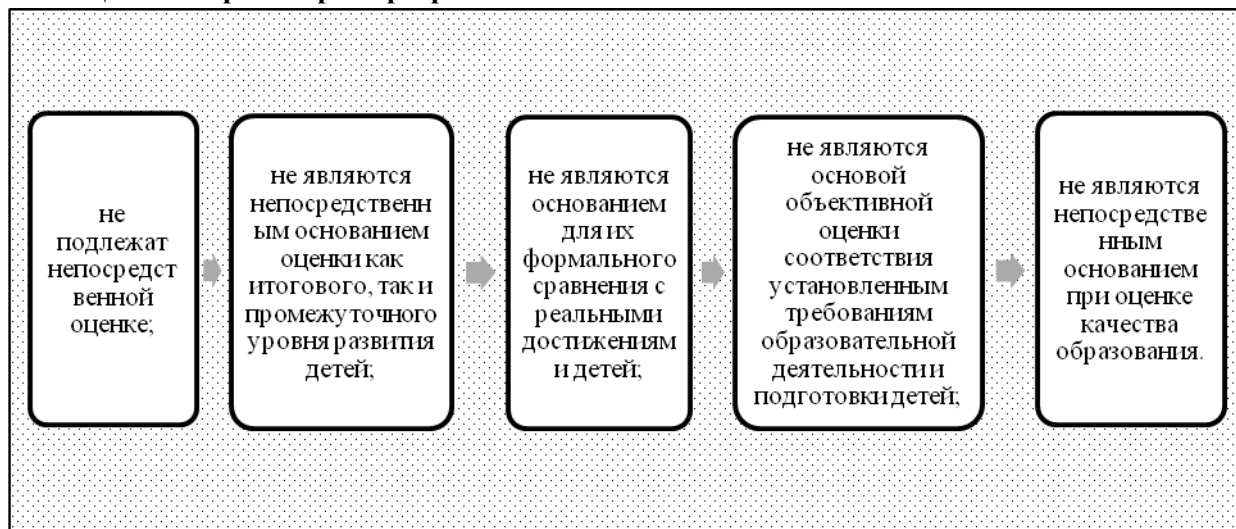 не
подлежат
непосредст
венной
оценке;
не являются
непосредственн
ым основанием
оценки как
итогового, так и
промежуточного
уровня развития
детей;
не являются
основанием
для их
формального
сравнения с
реальными
достижениям
и детей;
не являются
основой
объективной
оценки
соответствия
установленным
требованиям
образовательной
деятельности и
подготовки детей;
не являются
непосредстве
нным
основанием
при оценке
качества
образования.